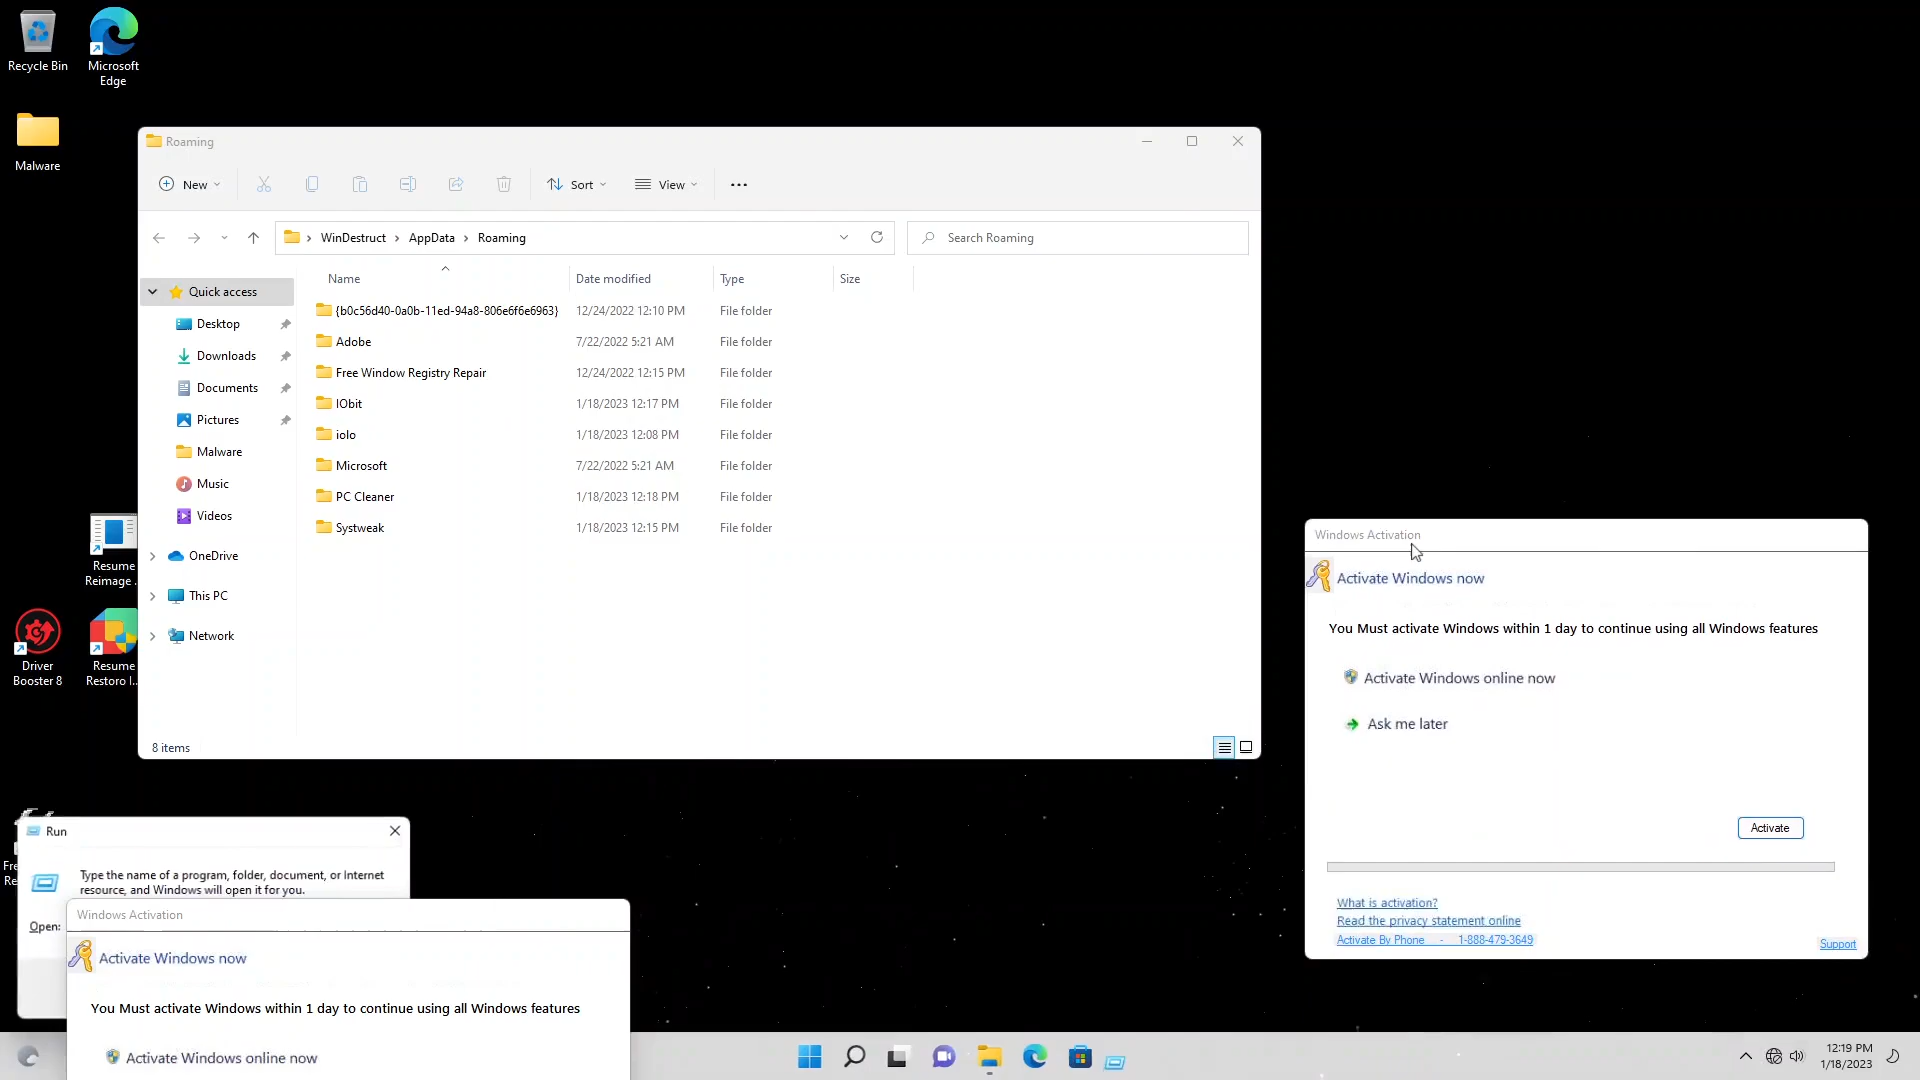 Recycle Bin
Microsoft
Edge
Malware
Roaming
New
Sort
View
WinDestruct
AppData
Roaming
Search Roaming
Name
Date modified
Type
Size
Quick access
Desktop
Downloads
Documents
Pictures
Malware
Music
Videos
OneDrive
This PC
Network
{b0c56d40-0a0b-11ed-94a8-806e6f6e6963} 12/24/2022 12:10 PM File folder
Adobe 7/22/2022 5:21 AM File folder
Free Window Registry Repair 12/24/2022 12:15 PM File folder
IObit 1/18/2023 12:17 PM File folder
iolo 1/18/2023 12:08 PM File folder
Microsoft 7/22/2022 5:21 AM File folder
PC Cleaner 1/18/2023 12:18 PM File folder
Systweak 1/18/2023 12:15 PM File folder
8 items
Resume
Reimage .
Driver
Booster 8
Resume
Restoro I...
Windows Activation
Activate Windows now
You Must activate Windows within 1 day to continue using all Windows features
Activate Windows online now
Ask me later
Activate
What is activation?
Read the privacy statement online
Activate By Phone - 1-888-479-3649
Support
Fre
Re
Run
Type the name of a program, folder, document, or Internet
resource, and Windows will open it for you.
Open:
Windows Activation
Activate Windows now
You Must activate Windows within 1 day to continue using all Windows features
Activate Windows online now
12:19 PM
1/18/2023